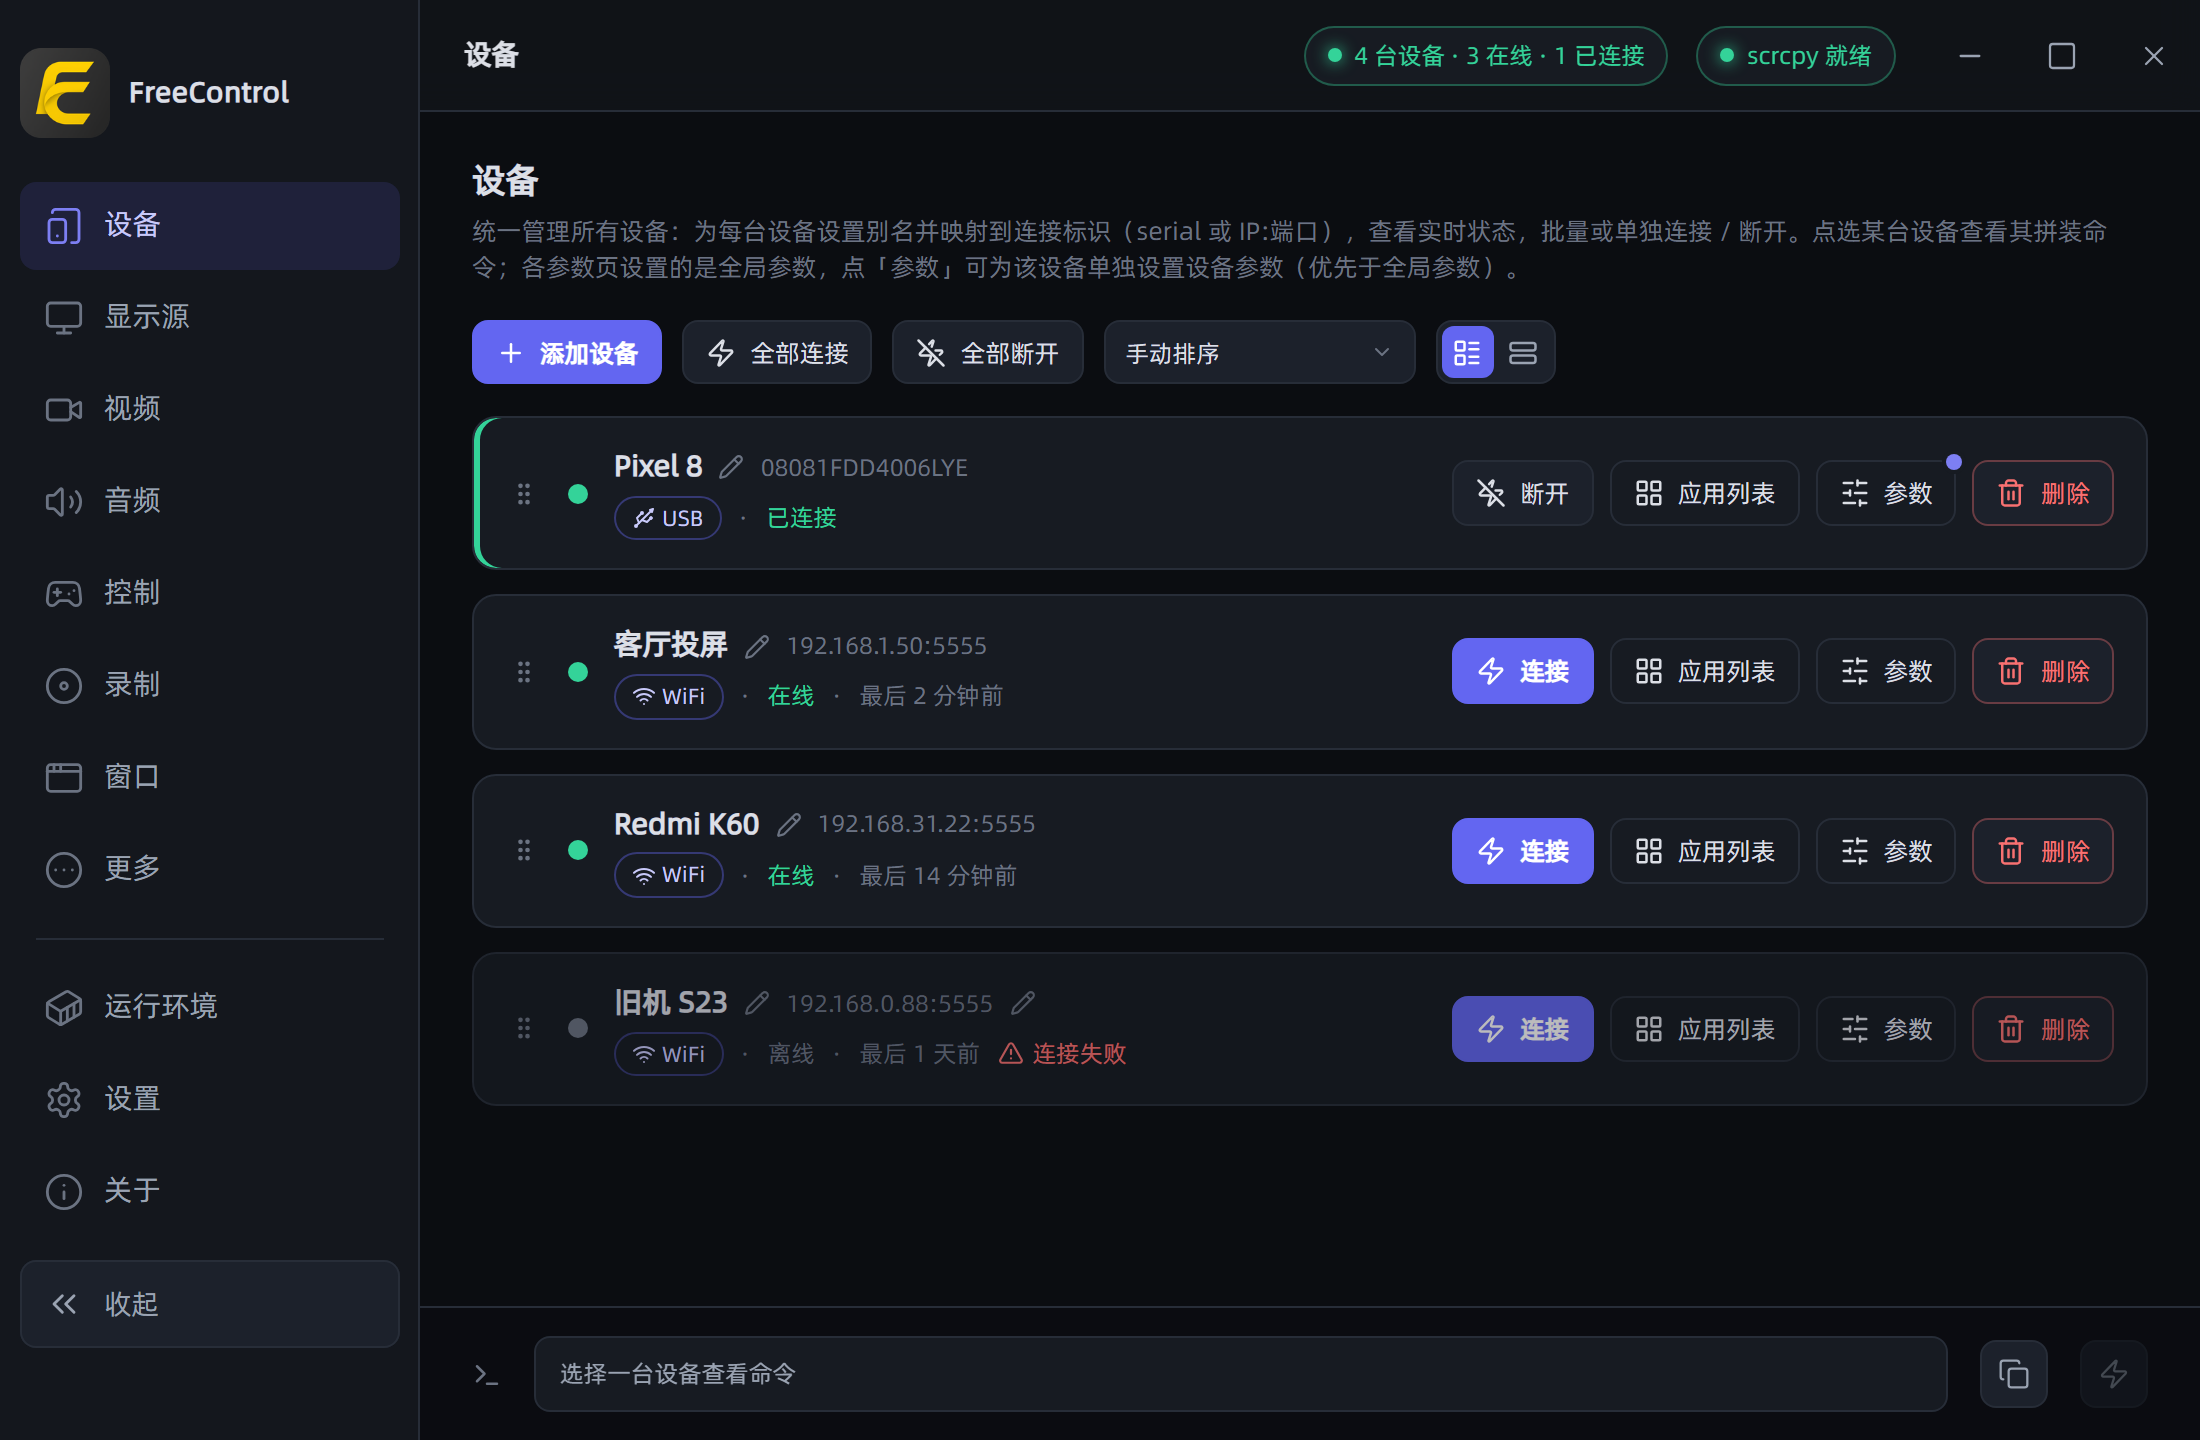 FreeControl
设备
显示源
视频
音频
控制
录制
窗口
更多
运行环境
设置
关于
收起
设备
4 台设备 · 3 在线 · 1 已连接
scrcpy 就绪
设备
统一管理所有设备：为每台设备设置别名并映射到连接标识（serial 或 IP:端口），查看实时状态，批量或单独连接 / 断开。点选某台设备查看其拼装命
令；各参数页设置的是全局参数，点「参数」可为该设备单独设置设备参数（优先于全局参数）。
添加设备
全部连接
全部断开
手动排序
Pixel 8 08081FDD4006LYE
USB · 已连接
断开
应用列表
参数
删除
客厅投屏 192.168.1.50:5555
WiFi · 在线 · 最后 2 分钟前
连接
应用列表
参数
删除
Redmi K60 192.168.31.22:5555
WiFi · 在线 · 最后 14 分钟前
连接
应用列表
参数
删除
旧机 S23 192.168.0.88:5555
WiFi · 离线 · 最后 1 天前 连接失败
连接
应用列表
参数
删除
选择一台设备查看命令